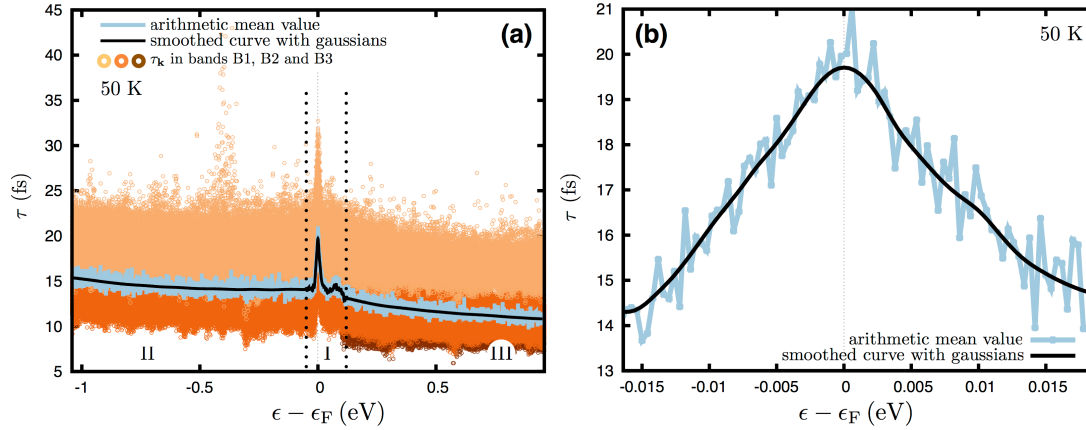 arithmetic mean value
smoothed curve with gaussians
τk in bands B1, B2 and B3
50 K
(a)
45
40
35
30
25
20
15
10
5
τ (fs)
II
I
III
-1
-0.5
0
0.5
ϵ − ϵF (eV)
(b)
50 K
21
20
19
18
17
16
15
14
13
τ (fs)
arithmetic mean value
smoothed curve with gaussians
-0.015
-0.01
-0.005
0
0.005
0.01
0.015
ϵ − ϵF (eV)